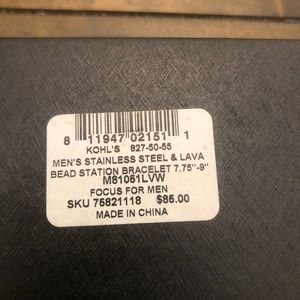 8 11947 02151 1
KOHL'S 827-50-55
MEN'S STAINLESS STEEL & LAVA
BEAD STATION BRACELET 7.75"-9"
M81051LVW
FOCUS FOR MEN
SKU 75821118 $85.00
MADE IN CHINA